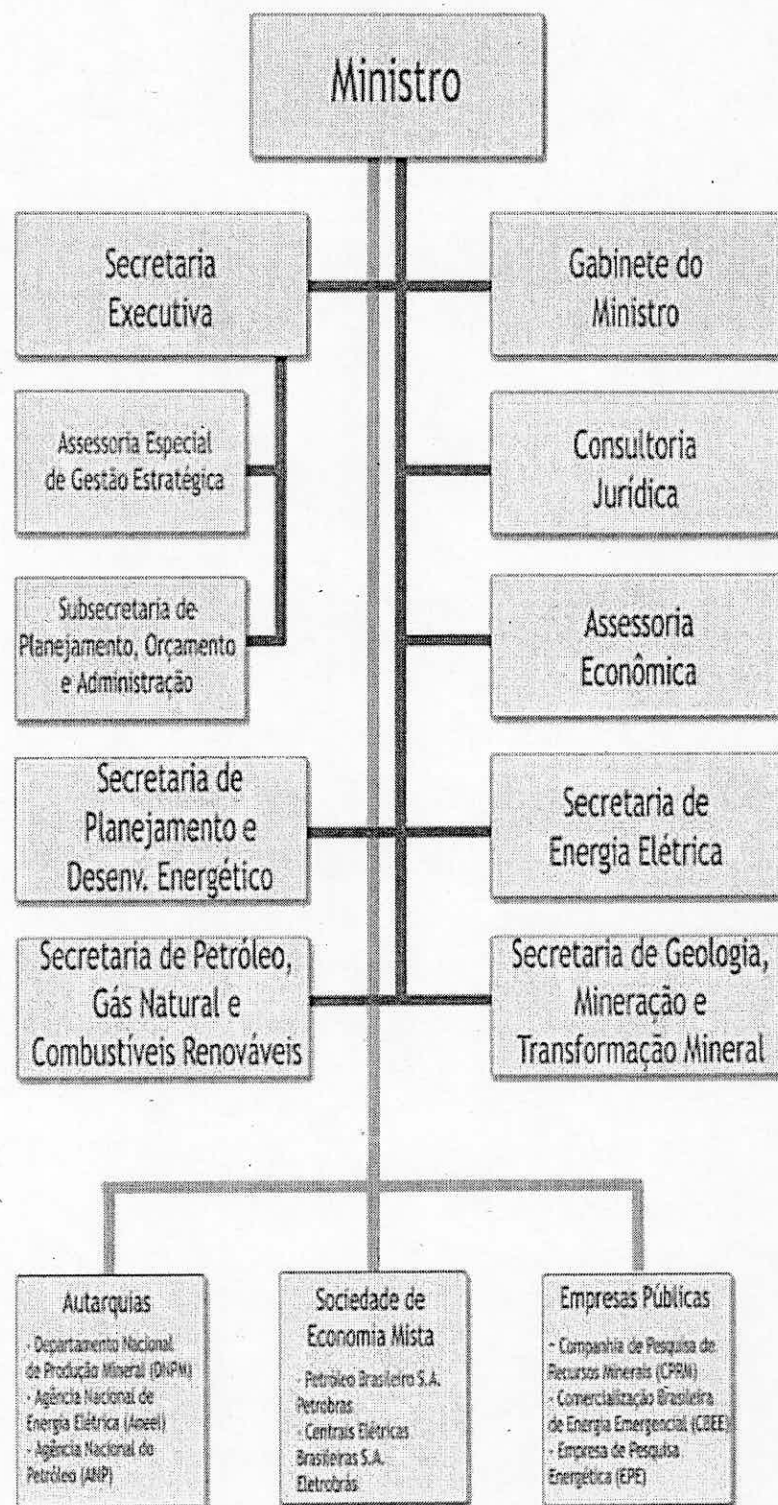 Ministro
Secretaria
Executiva
Gabinete do
Ministro
Assessoria Especial
de Gestão Estratégica
Consultoria
Jurídica
Subsecretaria de
Planejamento, Orçamento
e Administração
Assessoria
Econômica
Secretaria de
Planejamento e
Desenv. Energético
Secretaria de
Energia Elétrica
Secretaria de Petróleo,
Gás Natural e
Combustíveis Renováveis
Secretaria de Geologia,
Mineração e
Transformação Mineral
Autarquias
- Departamento Nacional
de Produção Mineral (DNPM)
- Agência Nacional de
Energia Elétrica (Aneel)
- Agência Nacional do
Petróleo (ANP)
Sociedade de
Economia Mista
- Petróleo Brasileiro S.A.
Petrobras
- Centrais Elétricas
Brasileiras S.A.
Eletrobrás
Empresas Públicas
- Companhia de Pesquisa de
Recursos Minerais (CPRM)
- Comercialização Brasileira
de Energia Emergencial (CBEE)
- Empresa de Pesquisa
Energética (EPE)